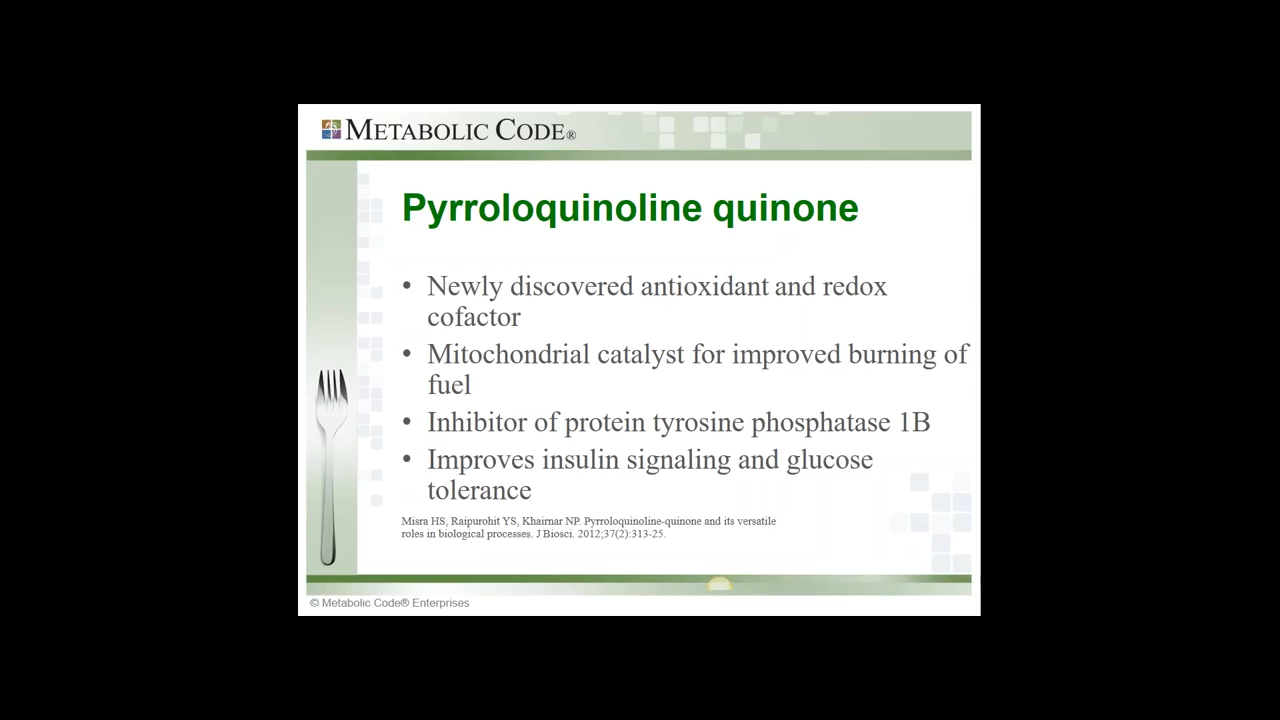 METABOLIC CODE®
Pyrroloquinoline quinone
• Newly discovered antioxidant and redox
cofactor
• Mitochondrial catalyst for improved burning of
fuel
• Inhibitor of protein tyrosine phosphatase 1B
• Improves insulin signaling and glucose
tolerance
Misra HS, Raipurohit YS, Khairnar NP. Pyrroloquinoline-quinone and its versatile
roles in biological processes. J Biosci. 2012;37(2):313-25.
© Metabolic Code® Enterprises